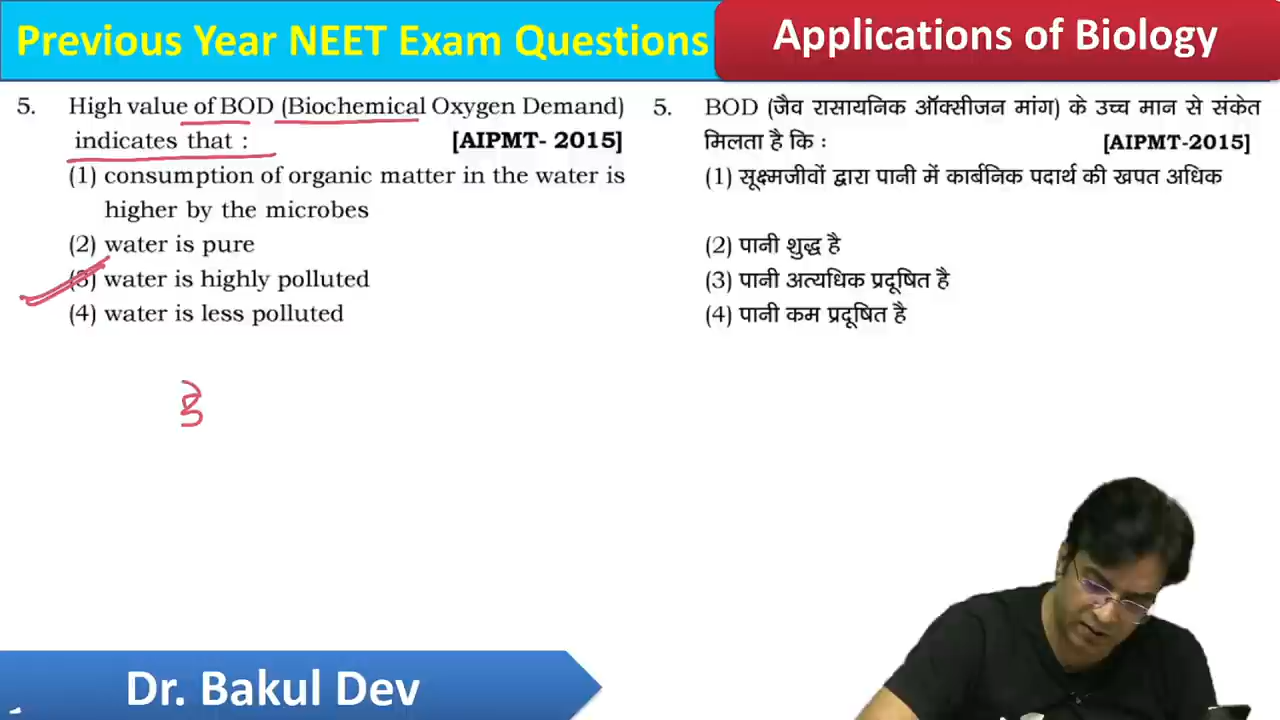 Previous Year NEET Exam Questions
Applications of Biology
5. High value of BOD (Biochemical Oxygen Demand)
indicates that : [AIPMT- 2015]
(1) consumption of organic matter in the water is
higher by the microbes
(2) water is pure
(3) water is highly polluted
(4) water is less polluted
5. BOD (जैव रासायनिक ऑक्सीजन मांग) के उच्च मान से संकेत
मिलता है कि : [AIPMT-2015]
(1) सूक्ष्मजीवों द्वारा पानी में कार्बनिक पदार्थ की खपत अधिक
(2) पानी शुद्ध है
(3) पानी अत्यधिक प्रदूषित है
(4) पानी कम प्रदूषित है
Dr. Bakul Dev